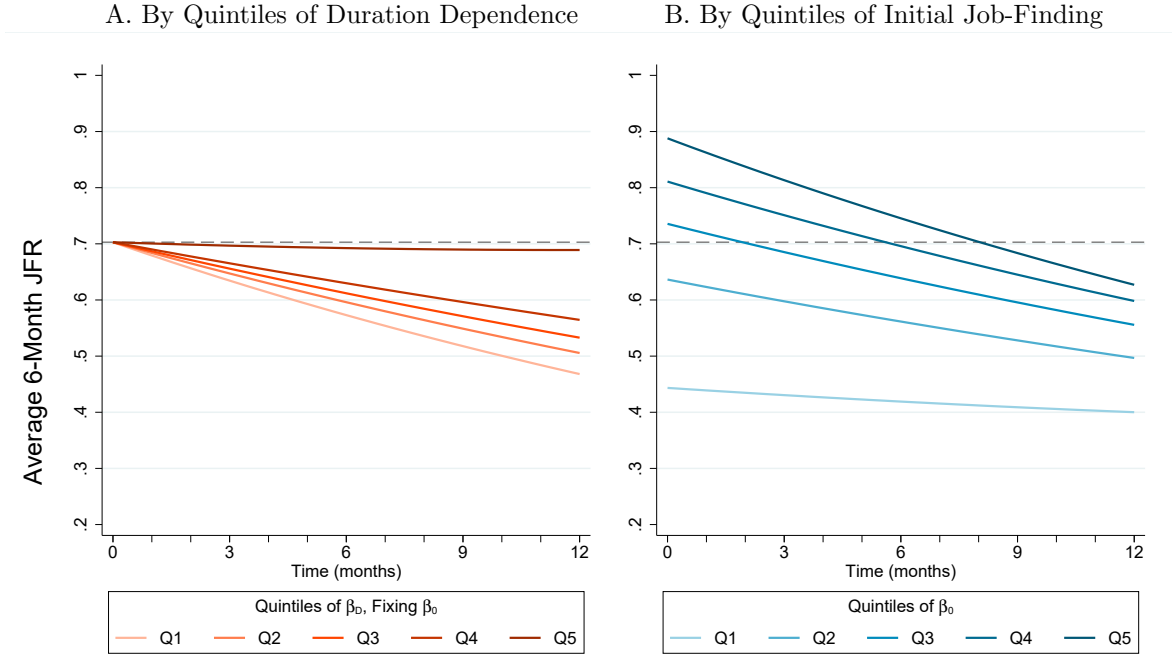 A. By Quintiles of Duration Dependence
B. By Quintiles of Initial Job-Finding
Average 6-Month JFR
1
.9
.8
.7
.6
.5
.4
.3
.2
0 3 6 9 12
Time (months)
Quintiles of βD, Fixing β0
Q1 Q2 Q3 Q4 Q5
1
.9
.8
.7
.6
.5
.4
.3
.2
0 3 6 9 12
Time (months)
Quintiles of β0
Q1 Q2 Q3 Q4 Q5